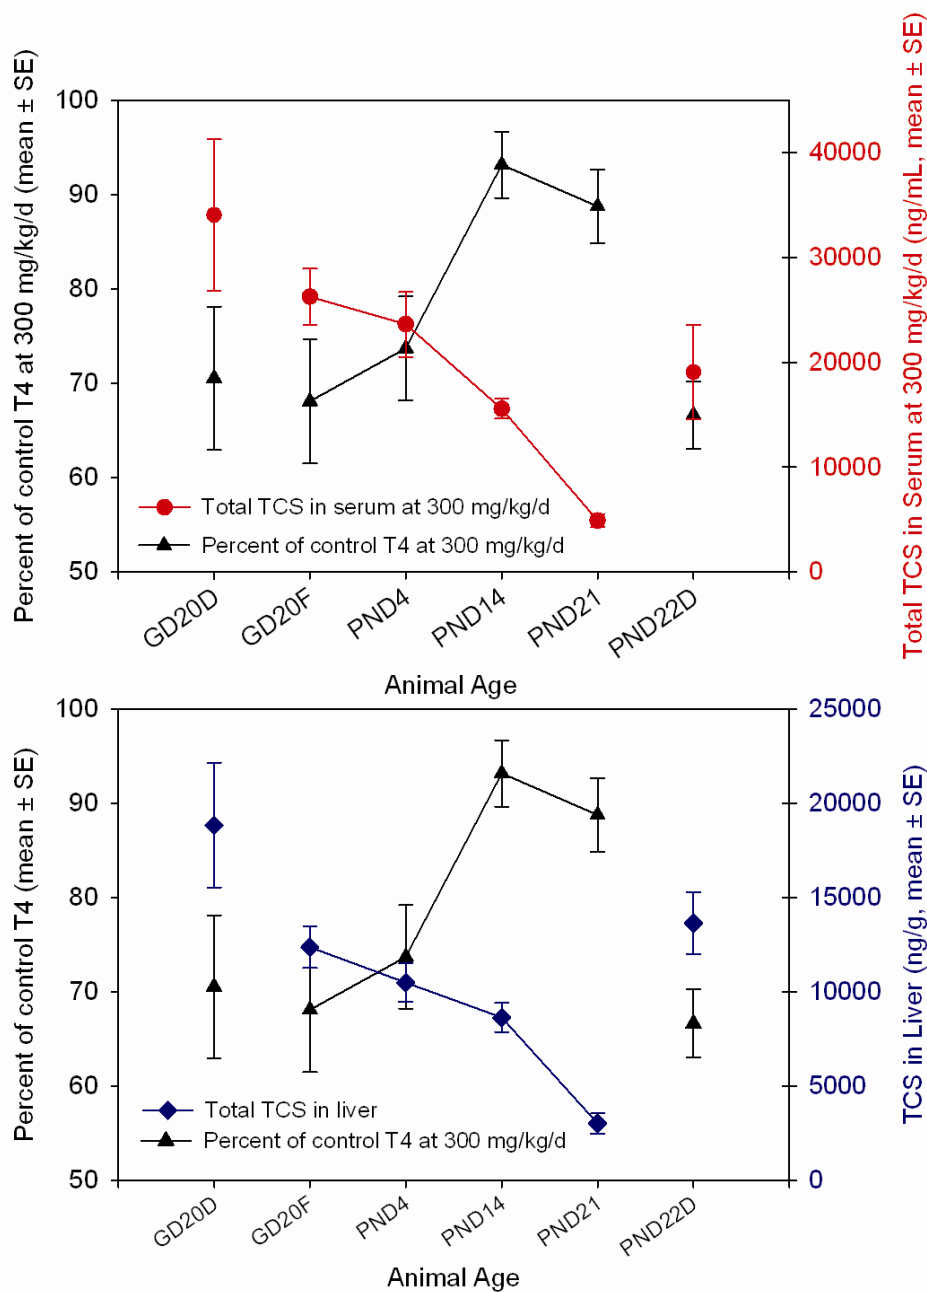 Percent of control T4 at 300 mg/kg/d (mean ± SE)
100
90
80
70
60
50
Total TCS in Serum at 300 mg/kg/d (ng/mL, mean ± SE)
40000
30000
20000
10000
0
Total TCS in serum at 300 mg/kg/d
Percent of control T4 at 300 mg/kg/d
GD20D
GD20F
PND4
PND14
PND21
PND22D
Animal Age
Percent of control T4 (mean ± SE)
100
90
80
70
60
50
TCS in Liver (ng/g, mean ± SE)
25000
20000
15000
10000
5000
0
Total TCS in liver
Percent of control T4 at 300 mg/kg/d
GD20D
GD20F
PND4
PND14
PND21
PND22D
Animal Age